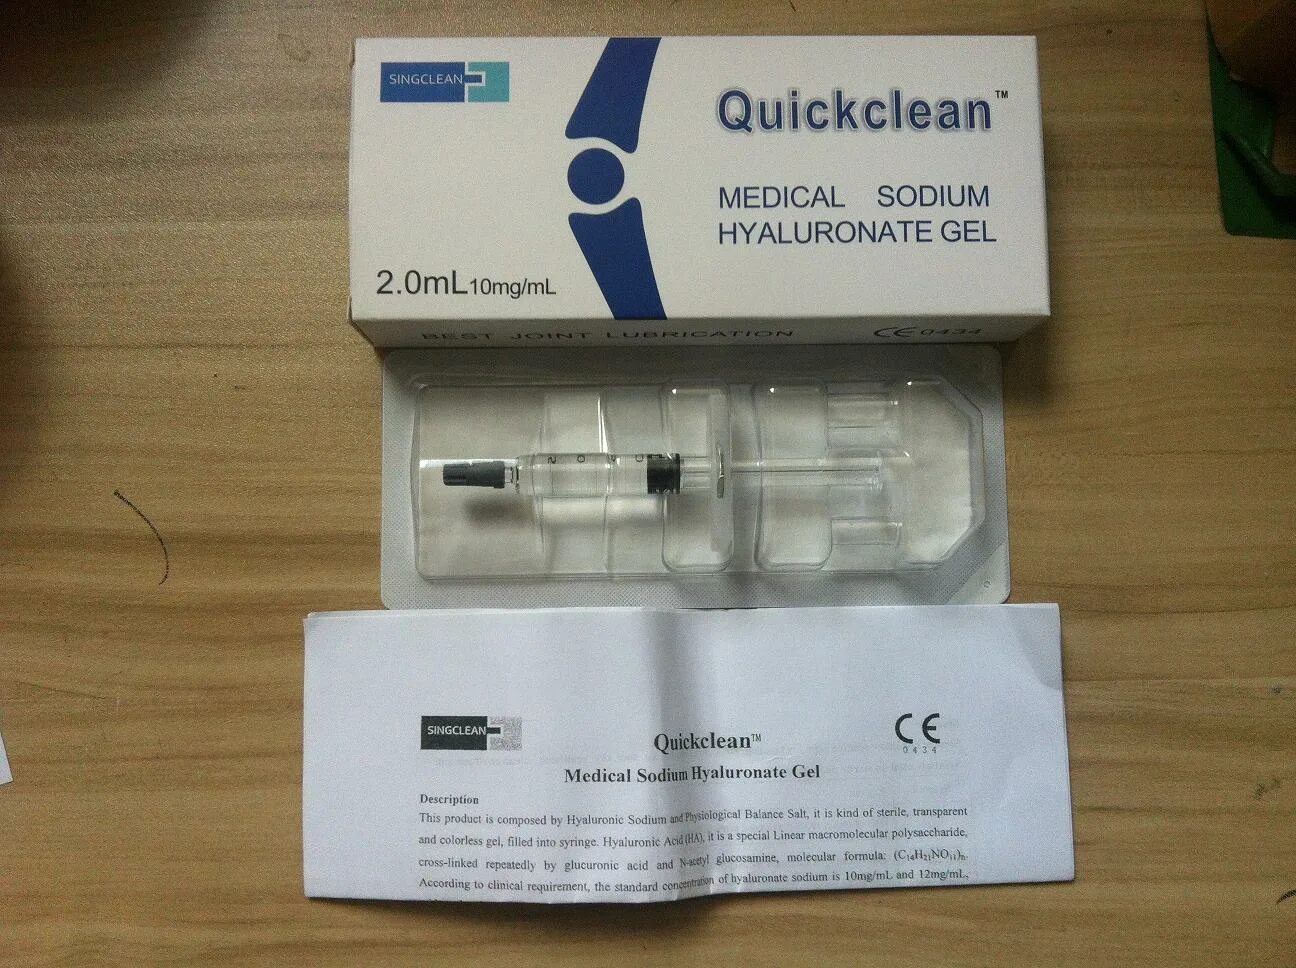 SINGCLEAN
Quickclean™
MEDICAL SODIUM
HYALURONATE GEL
2.0mL 10mg/mL
BEST JOINT LUBRICATION CE 0434
SINGCLEAN
CE
0434
Quickclean™
Medical Sodium Hyaluronate Gel
Description
This product is composed by Hyaluronic Sodium and Physiological Balance Salt, it is kind of sterile, transparent
and colorless gel, filled into syringe. Hyaluronic Acid (HA), it is a special Linear macromolecular polysaccharide,
cross-linked repeatedly by glucuronic acid and N-acetyl glucosamine, molecular formula: (C₁₄H₂₁NO₁₁)n.
According to clinical requirement, the standard concentration of hyaluronate sodium is 10mg/mL and 12mg/mL,